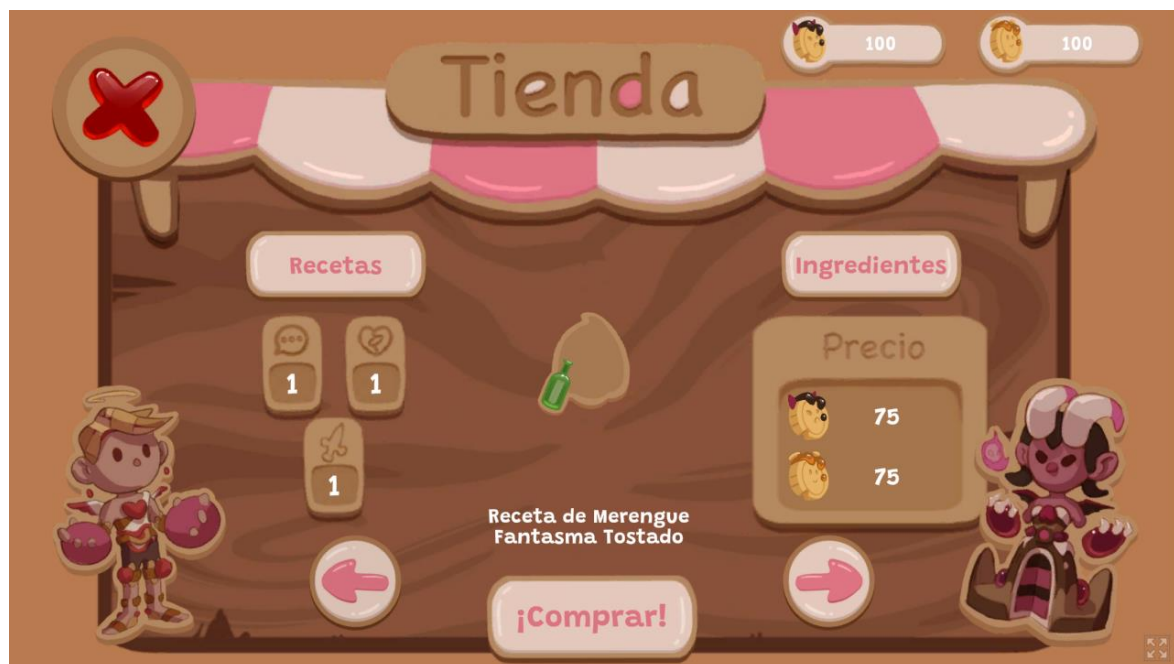 Tienda
100
100
Recetas
Ingredientes
1
1
1
Precio
75
75
Receta de Merengue
Fantasma Tostado
¡Comprar!